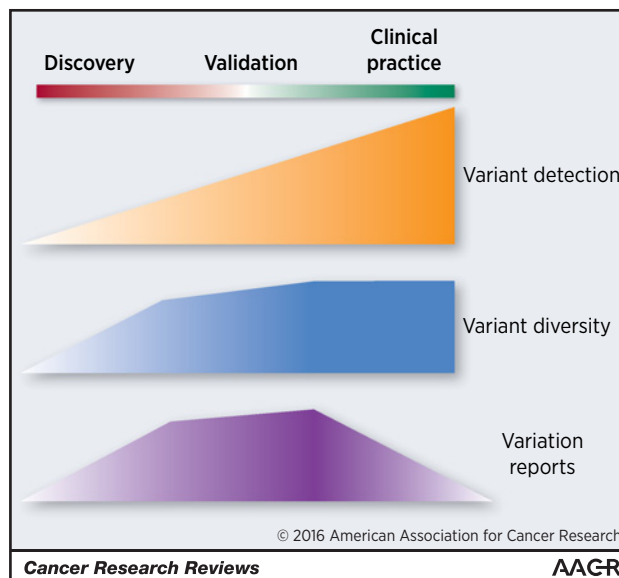 Discovery
Validation
Clinical
practice
Variant detection
Variant diversity
Variation
reports
© 2016 American Association for Cancer Research
Cancer Research Reviews
AACR